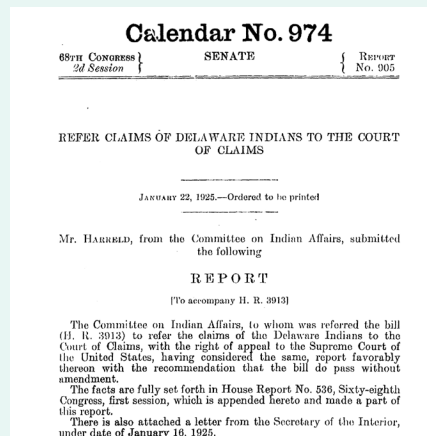 Calendar No. 974
68TH CONGRESS } SENATE { REPORT
2d Session } { No. 905
REFER CLAIMS OF DELAWARE INDIANS TO THE COURT
OF CLAIMS
JANUARY 22, 1925.—Ordered to be printed
Mr. HARRELD, from the Committee on Indian Affairs, submitted
the following
REPORT
[To accompany H. R. 3913]
The Committee on Indian Affairs, to whom was referred the bill
(H. R. 3913) to refer the claims of the Delaware Indians to the
Court of Claims, with the right of appeal to the Supreme Court of
the United States, having considered the same, report favorably
thereon with the recommendation that the bill do pass without
amendment.
The facts are fully set forth in House Report No. 536, Sixty-eighth
Congress, first session, which is appended hereto and made a part of
this report.
There is also attached a letter from the Secretary of the Interior,
under date of January 16, 1925.